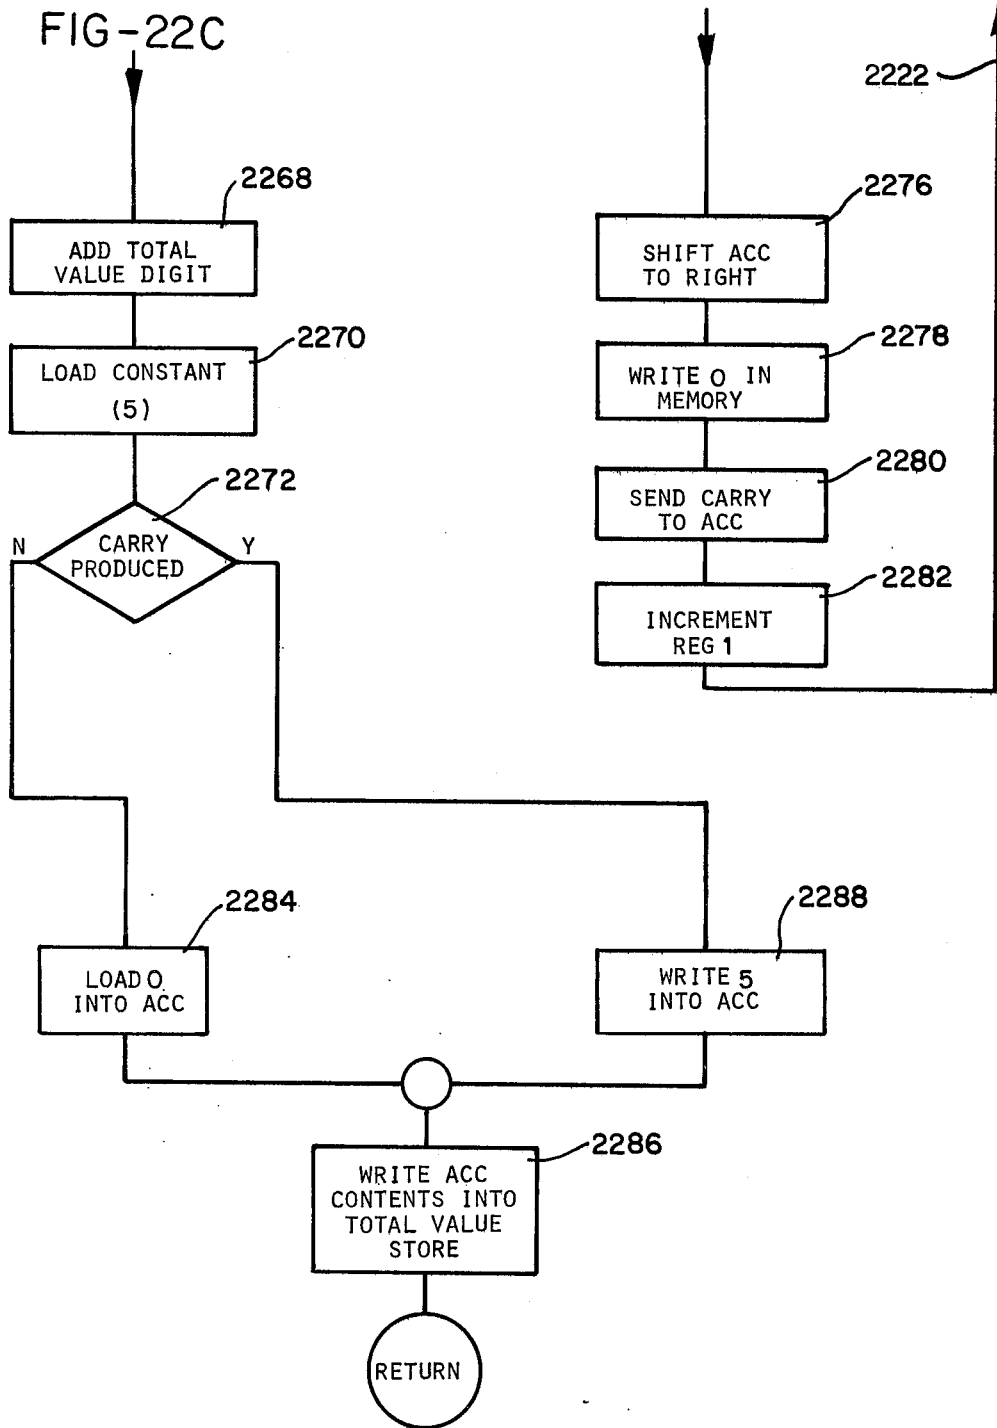 FIG-22C
2222
2268
ADD TOTAL
VALUE DIGIT
2270
LOAD CONSTANT
(5)
2272
CARRY
PRODUCED
N
Y
2276
SHIFT ACC
TO RIGHT
2278
WRITE 0 IN
MEMORY
2280
SEND CARRY
TO ACC
2282
INCREMENT
REG 1
2284
LOAD 0
INTO ACC
2288
WRITE 5
INTO ACC
2286
WRITE ACC
CONTENTS INTO
TOTAL VALUE
STORE
RETURN